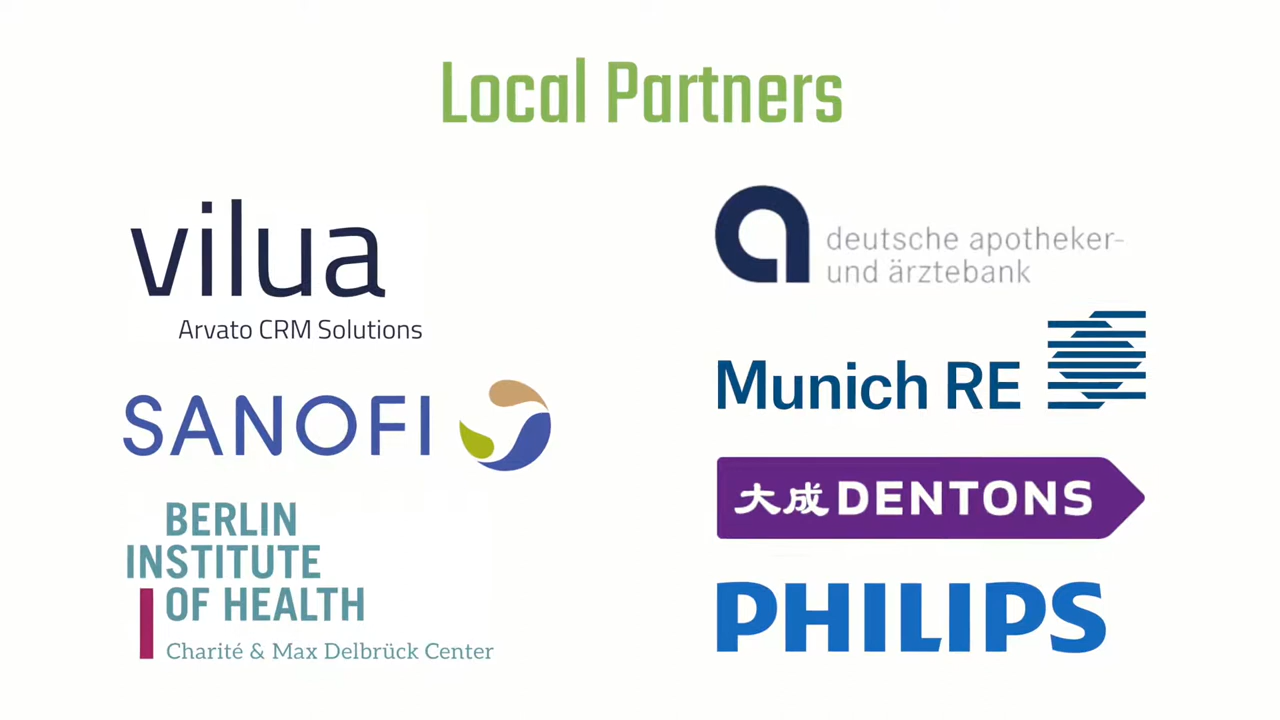 Local Partners
vilua
Arvato CRM Solutions
SANOFI
BERLIN
INSTITUTE
OF HEALTH
Charité & Max Delbrück Center
deutsche apotheker-
und ärztebank
Munich RE
大成 DENTONS
PHILIPS